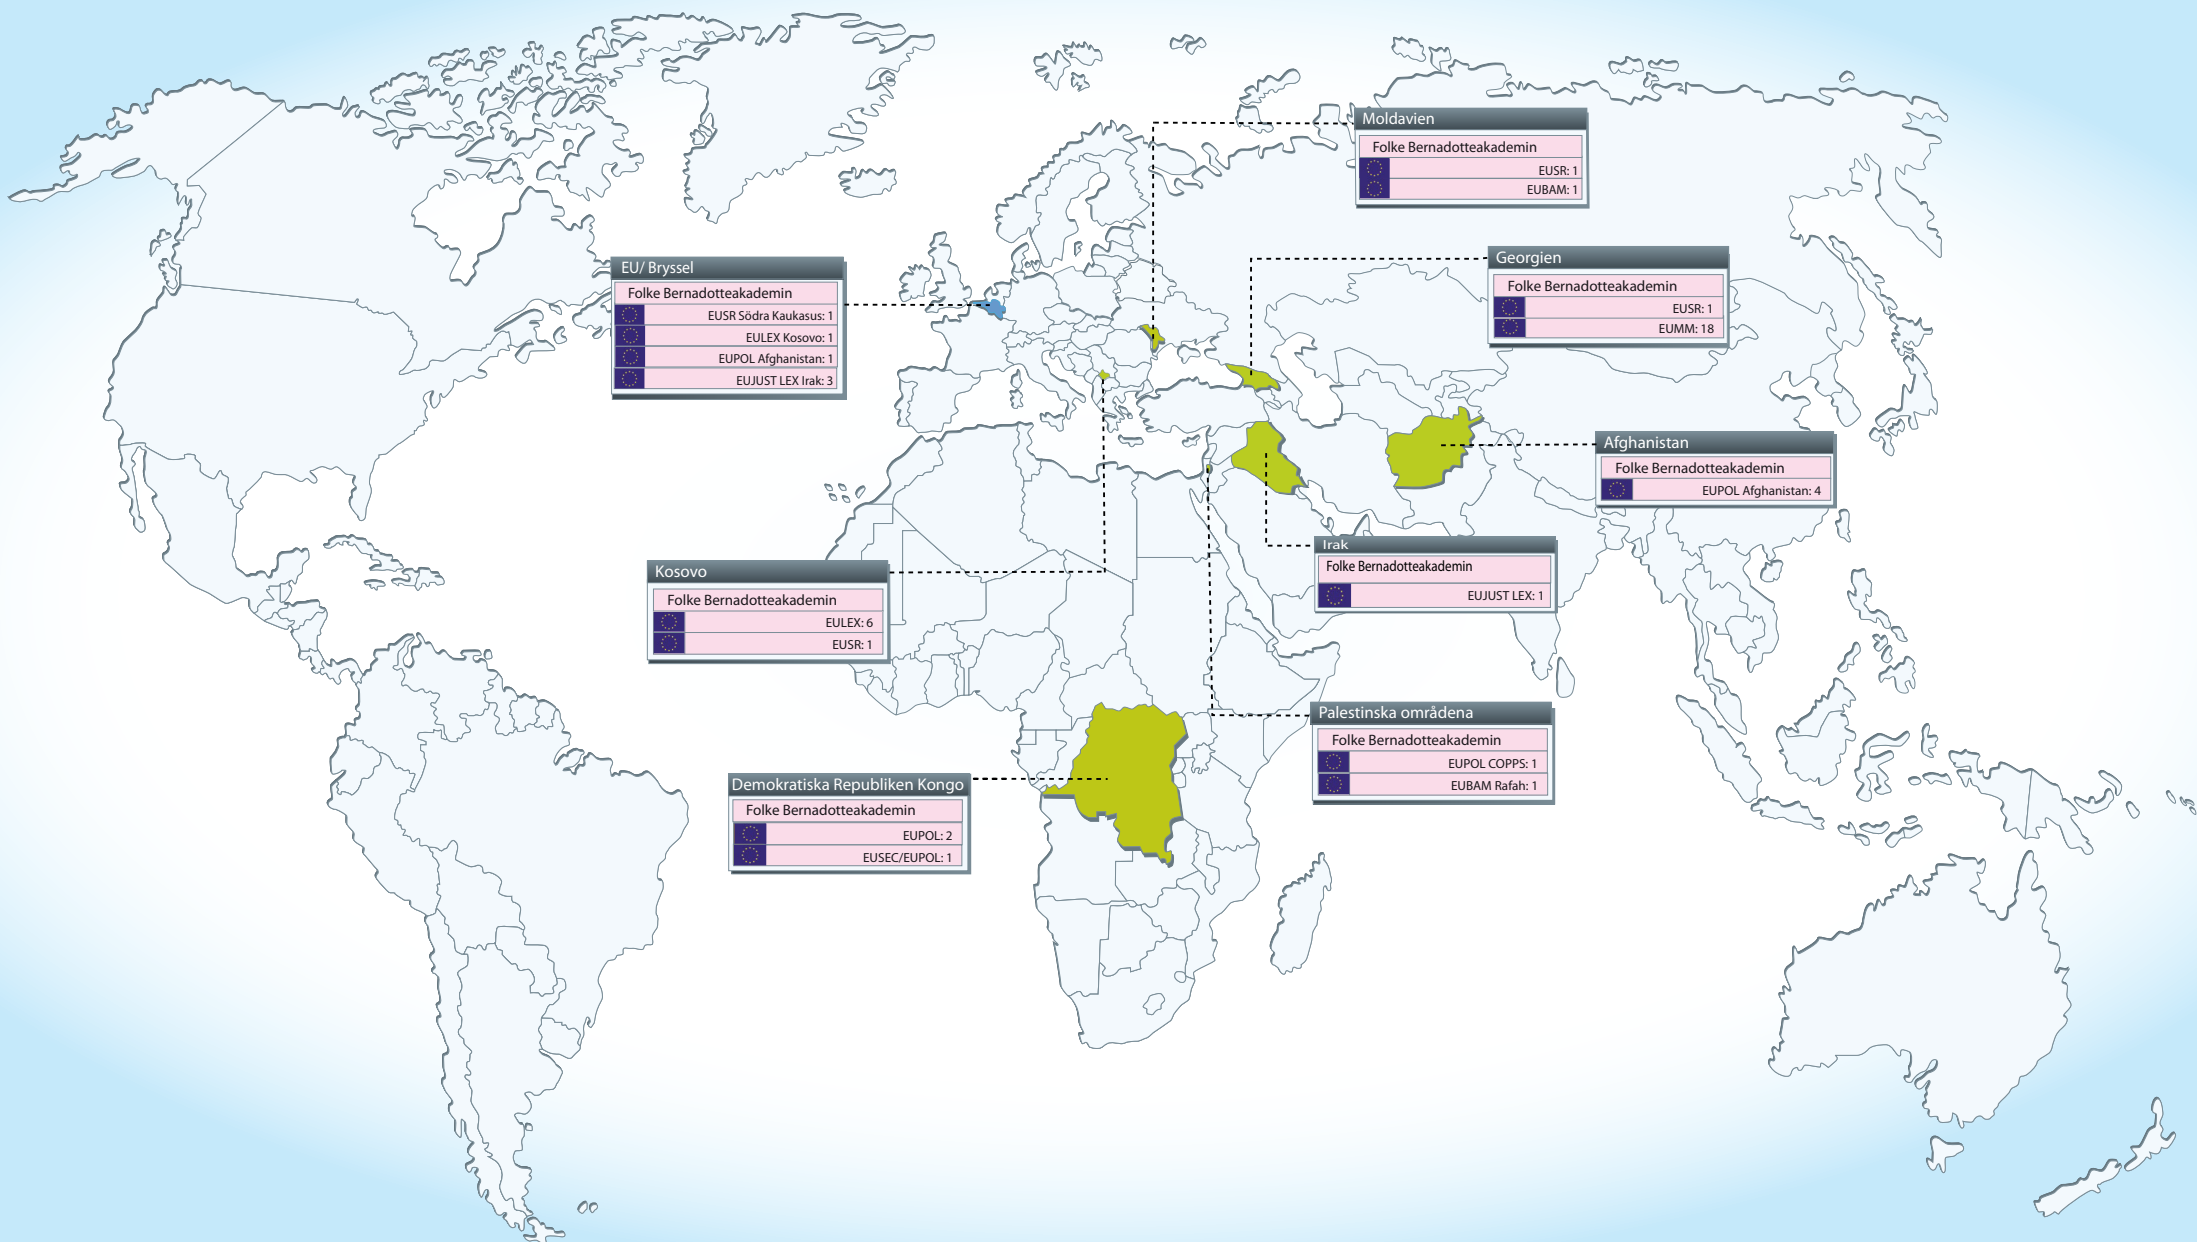 Moldavien
Folke Bernadotteakademin
EUSR: 1
EUBAM: 1
Georgien
Folke Bernadotteakademin
EUSR: 1
EUMM: 18
EU/ Bryssel
Folke Bernadotteakademin
EUSR Södra Kaukasus: 1
EULEX Kosovo: 1
EUPOL Afghanistan: 1
EUJUST LEX Irak: 3
Afghanistan
Folke Bernadotteakademin
EUPOL Afghanistan: 4
Irak
Folke Bernadotteakademin
EUJUST LEX: 1
Kosovo
Folke Bernadotteakademin
EULEX: 6
EUSR: 1
Palestinska områdena
Folke Bernadotteakademin
EUPOL COPPS: 1
EUBAM Rafah: 1
Demokratiska Republiken Kongo
Folke Bernadotteakademin
EUPOL: 2
EUSEC/EUPOL: 1